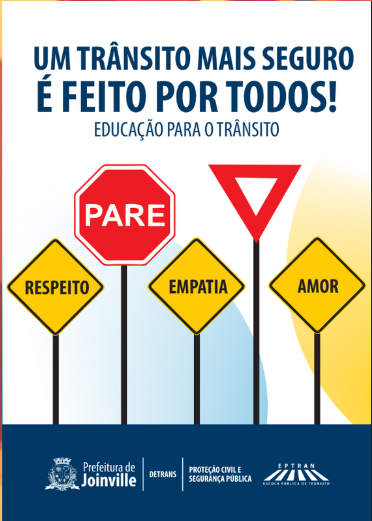 UM TRÂNSITO MAIS SEGURO
É FEITO POR TODOS!
EDUCAÇÃO PARA O TRÂNSITO
PARE
RESPEITO
EMPATIA
AMOR
Prefeitura de
Joinville
DETRANS
PROTEÇÃO CIVIL E
SEGURANÇA PÚBLICA
EPTRAN
ESCOLA PÚBLICA DE TRÂNSITO